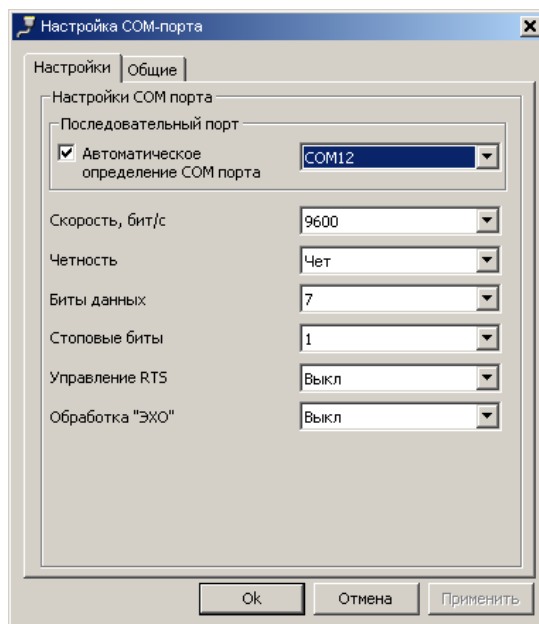 Настройка COM-порта
Настройки
Общие
Настройки COM порта
Последовательный порт
Автоматическое
определение COM порта
COM12
Скорость, бит/с
9600
Четность
Чет
Биты данных
7
Стоповые биты
1
Управление RTS
Выкл
Обработка "ЭХО"
Выкл
Ok
Отмена
Применить